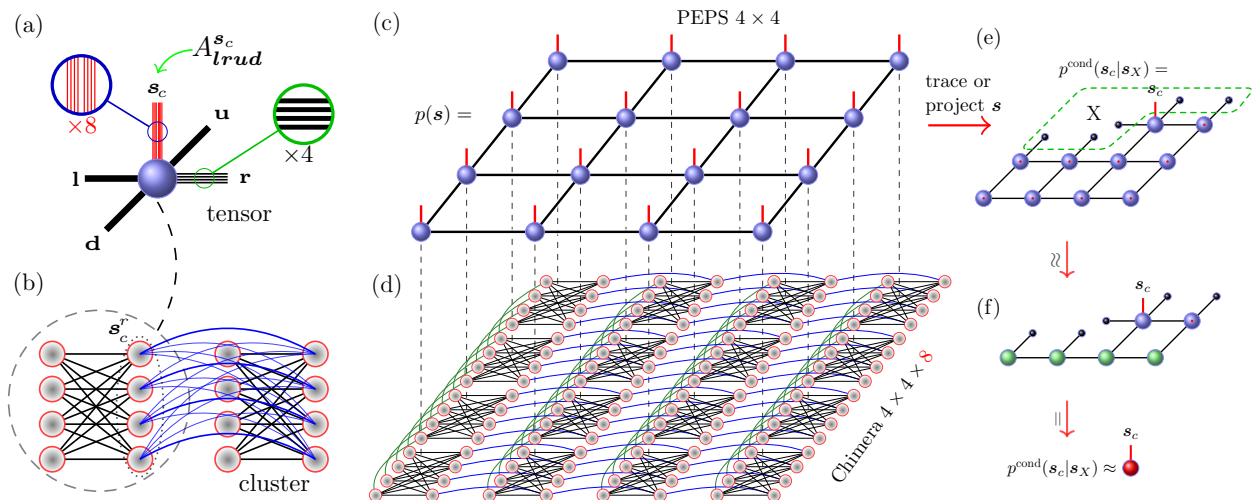 (a)
A^{s_c}_{lrud}
s_c
×8
u
×4
l
r
tensor
d
(b)
s^r_c
cluster
(c)
PEPS 4 × 4
p(s) =
(d)
Chimera 4 × 4 × 8
trace or
project s
(e)
p^{cond}(s_c|s_X) =
s_c
X
≈
(f)
s_c
=
s_c
p^{cond}(s_c|s_X) ≈